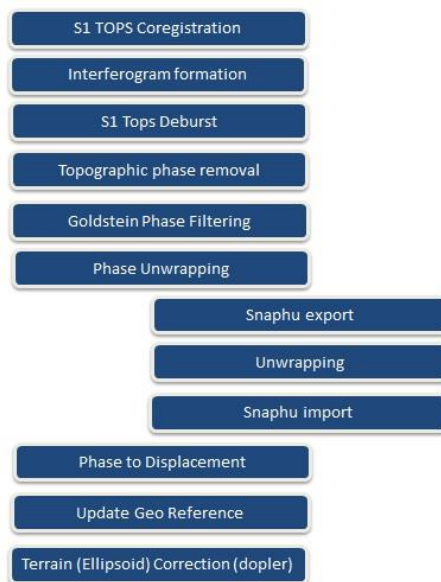 S1 TOPS Coregistration
Interferogram formation
S1 Tops Deburst
Topographic phase removal
Goldstein Phase Filtering
Phase Unwrapping
Snaphu export
Unwrapping
Snaphu import
Phase to Displacement
Update Geo Reference
Terrain (Ellipsoid) Correction (dopler)